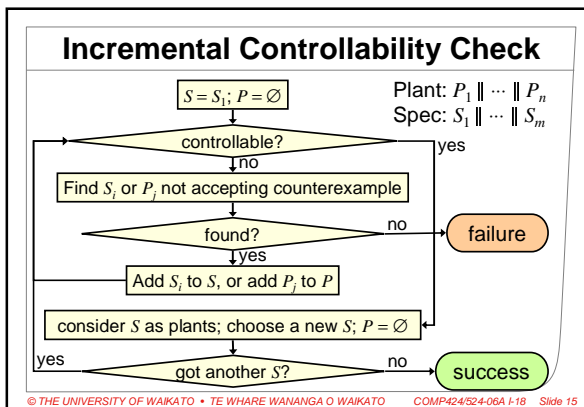 Incremental Controllability Check
S = S₁; P = ∅
Plant: P₁ ‖ ··· ‖ Pₙ
Spec: S₁ ‖ ··· ‖ Sₘ
controllable?
yes
no
Find Sᵢ or Pⱼ not accepting counterexample
found?
no
failure
yes
Add Sᵢ to S, or add Pⱼ to P
consider S as plants; choose a new S; P = ∅
yes
got another S?
no
success
© THE UNIVERSITY OF WAIKATO • TE WHARE WANANGA O WAIKATO COMP424/524-06A I-18 Slide 15